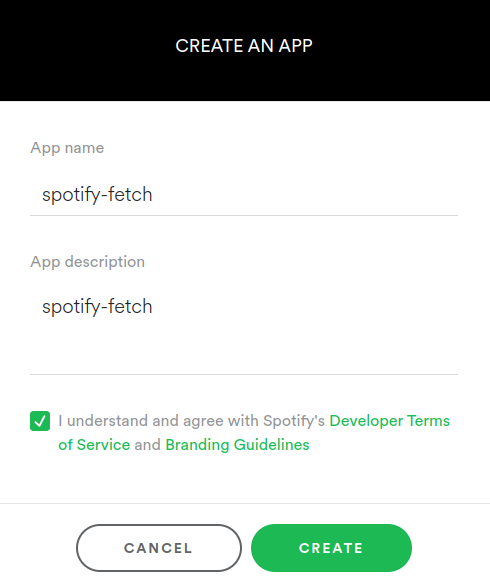 CREATE AN APP
App name
spotify-fetch
App description
spotify-fetch
I understand and agree with Spotify's Developer Terms
of Service and Branding Guidelines
CANCEL
CREATE